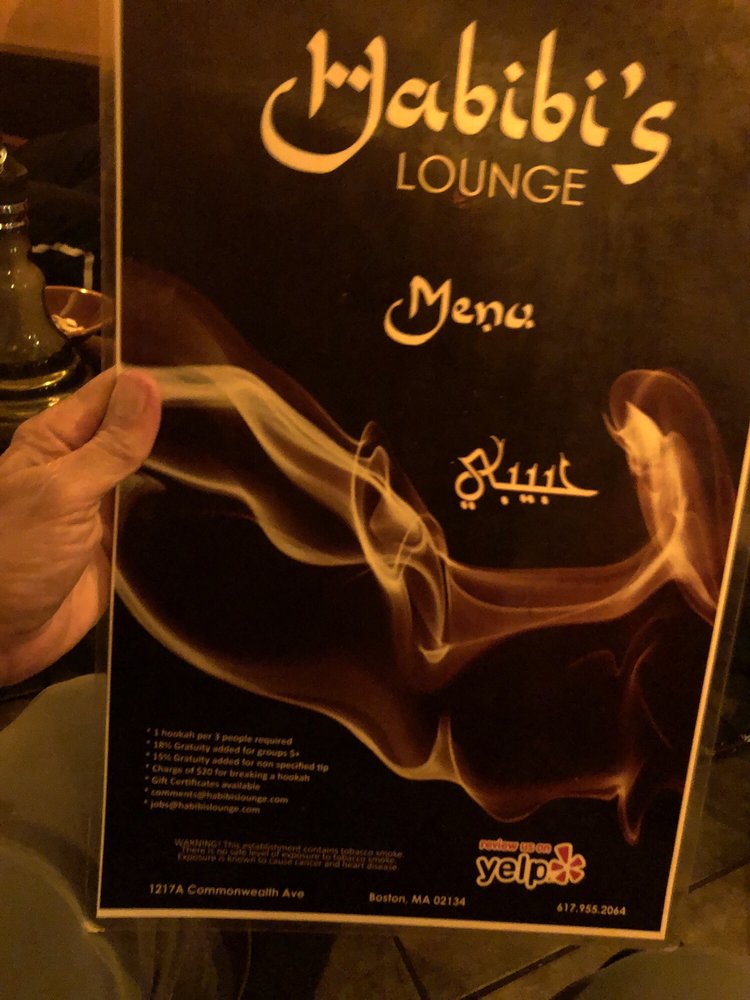 Habibi's
LOUNGE
Menu
حبيبي
* 1 hookah per 3 people required
* 18% Gratuity added for groups 5+
* 15% Gratuity added for non specified tip
* Charge of $20 for breaking a hookah
* Gift Certificates available
* comments@habibislounge.com
* jobs@habibislounge.com
WARNING! This establishment contains tobacco smoke.
There is no safe level of exposure to tobacco smoke.
Exposure is known to cause cancer and heart disease.
review us on
yelp
1217A Commonwealth Ave Boston, MA 02134 617.955.2064